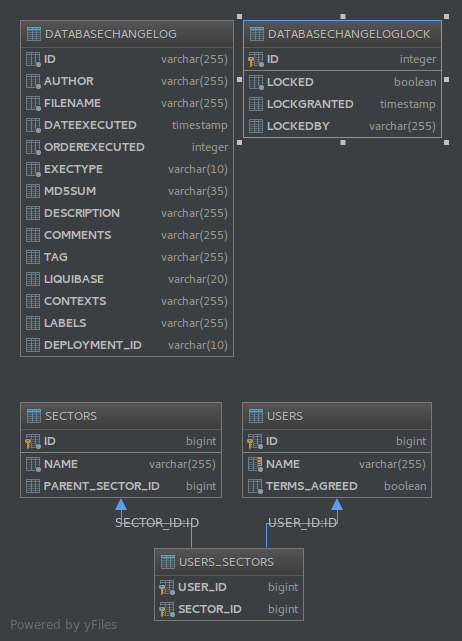 DATABASECHANGELOG
ID varchar(255)
AUTHOR varchar(255)
FILENAME varchar(255)
DATEEXECUTED timestamp
ORDEREXECUTED integer
EXECTYPE varchar(10)
MD5SUM varchar(35)
DESCRIPTION varchar(255)
COMMENTS varchar(255)
TAG varchar(255)
LIQUIBASE varchar(20)
CONTEXTS varchar(255)
LABELS varchar(255)
DEPLOYMENT_ID varchar(10)
DATABASECHANGELOGLOCK
ID integer
LOCKED boolean
LOCKGRANTED timestamp
LOCKEDBY varchar(255)
SECTORS
ID bigint
NAME varchar(255)
PARENT_SECTOR_ID bigint
USERS
ID bigint
NAME varchar(255)
TERMS_AGREED boolean
SECTOR_ID:ID
USER_ID:ID
USERS_SECTORS
USER_ID bigint
SECTOR_ID bigint
Powered by yFiles